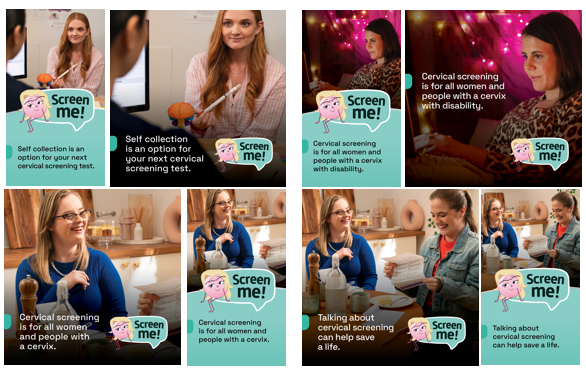 Screen
me!
Self collection is an
option for your next
cervical screening test.
Self collection
is an option for
your next cervical
screening test.
Screen
me!
Screen
me!
Cervical screening
is for all women and
people with a cervix
with disability.
Cervical screening
is for all women and
people with a cervix
with disability.
Screen
me!
Cervical screening
is for all women
and people with
a cervix.
Screen
me!
Screen
me!
Cervical screening
is for all women and
people with a cervix.
Talking about
cervical screening
can help save
a life.
Screen
me!
Screen
me!
Talking about
cervical screening
can help save a life.